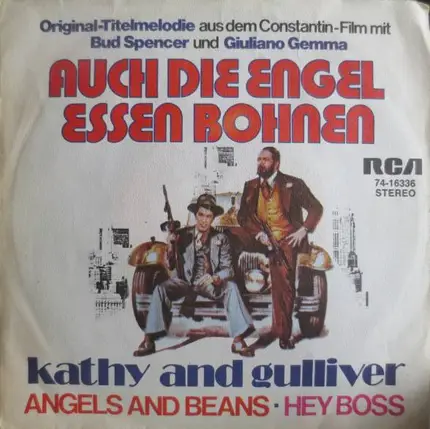 Original-Titelmelodie aus dem Constantin-Film mit
Bud Spencer und Giuliano Gemma
AUCH DIE ENGEL
ESSEN BOHNEN
RCA
74-16336
STEREO
kathy and gulliver
ANGELS AND BEANS · HEY BOSS